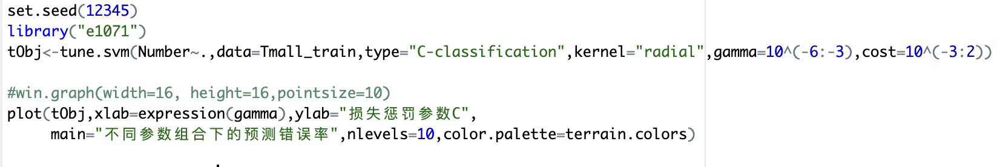 set.seed(12345)
library("e1071")
tObj<-tune.svm(Number~.,data=Tmall_train,type="C-classification",kernel="radial",gamma=10^(-6:-3),cost=10^(-3:2))
#win.graph(width=16, height=16,pointsize=10)
plot(tObj,xlab=expression(gamma),ylab="损失惩罚参数C",
main="不同参数组合下的预测错误率",nlevels=10,color.palette=terrain.colors)